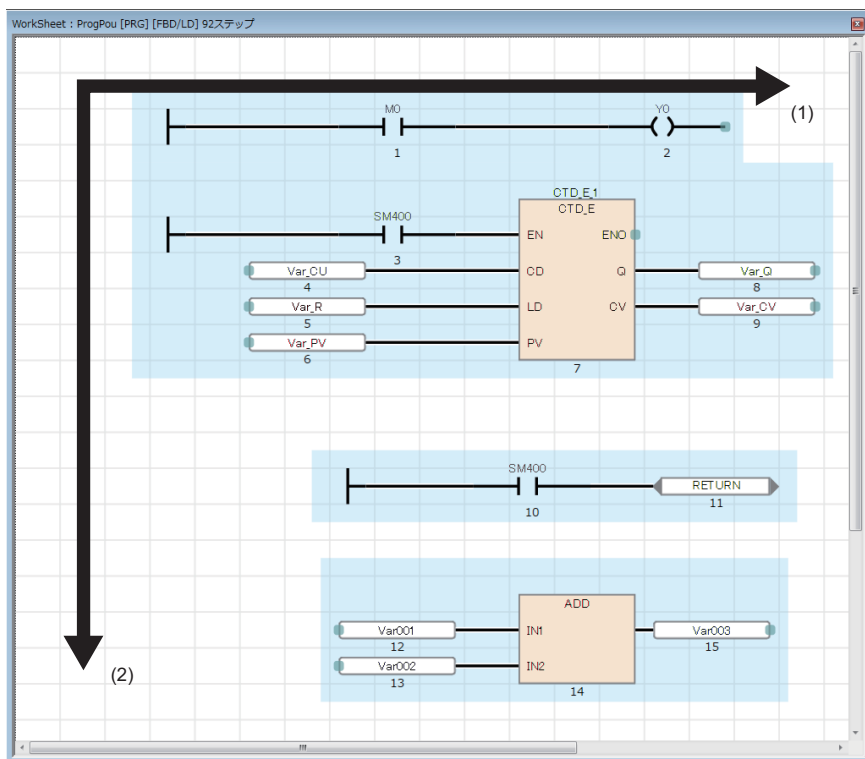 WorkSheet : ProgPou [PRG] [FBD/LD] 92ステップ
(1)
M0 Y0
1 2
CTD_E_1
CTD_E
SM400
EN ENO
3
Var_CU CD Q Var_Q
4 8
Var_R LD CV Var_CV
5 9
Var_PV PV
6 7
SM400
RETURN
10 11
ADD
Var001 IN1 Var003
12 15
Var002 IN2
13 14
(2)